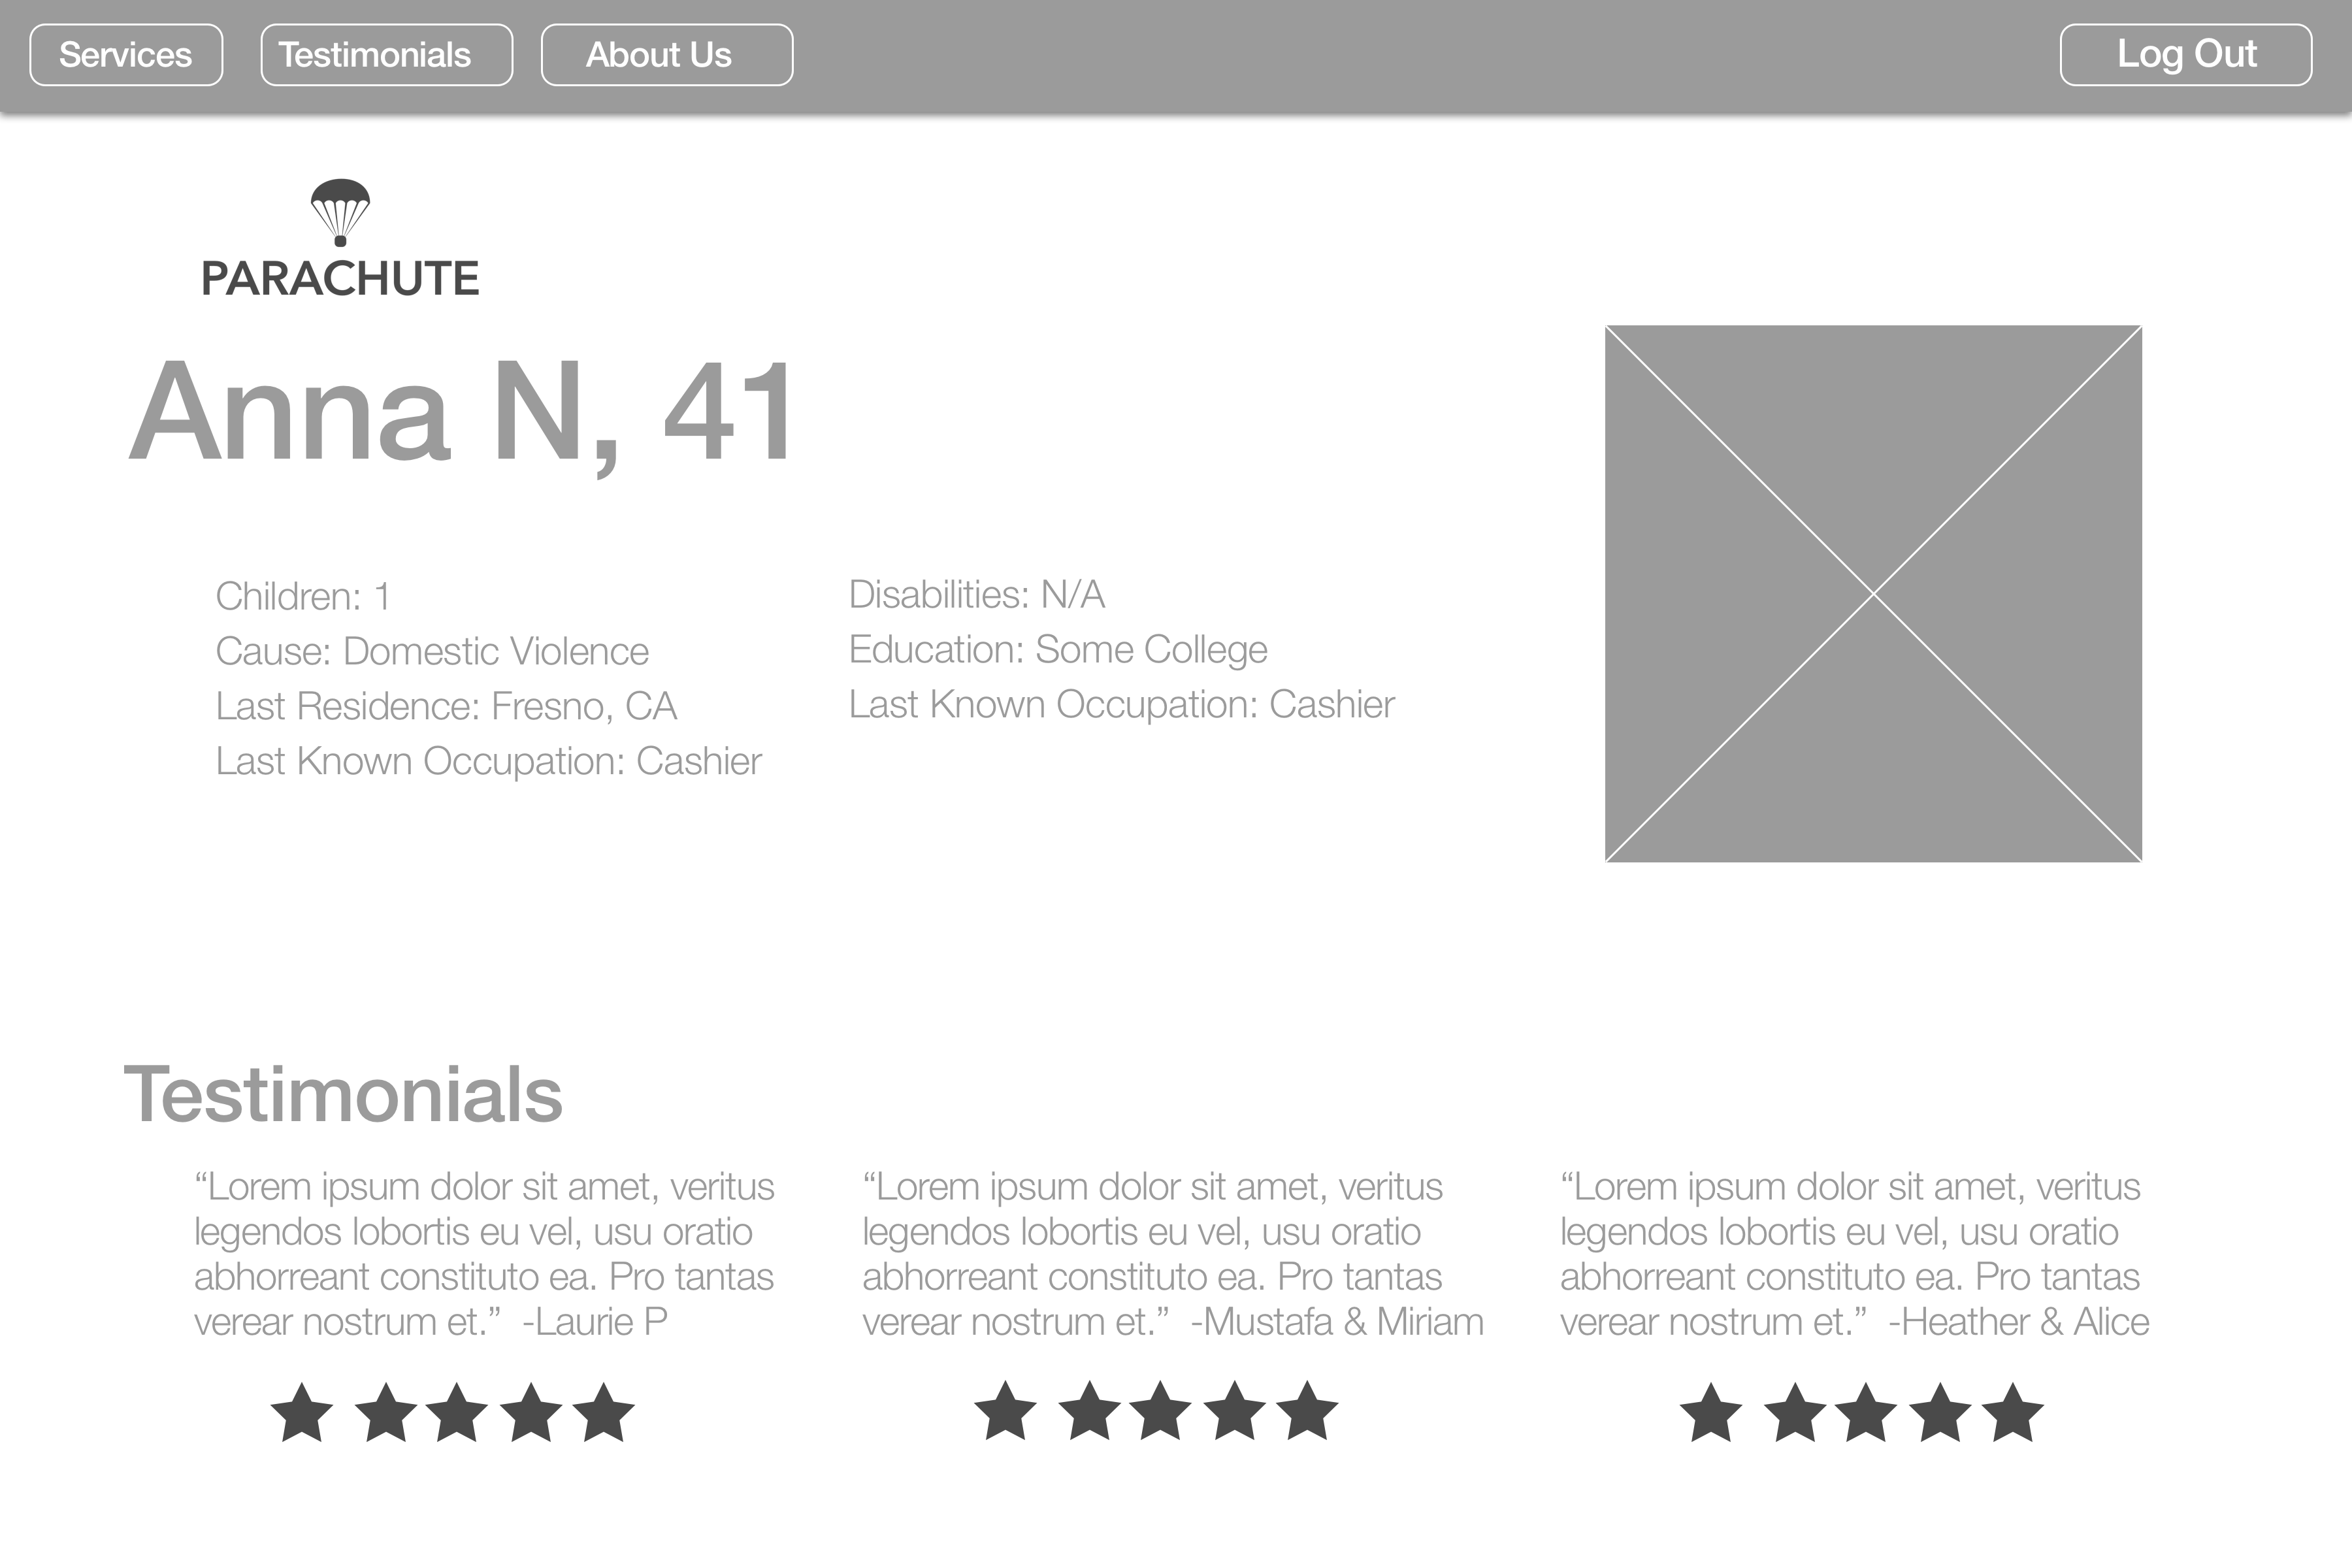 Services
Testimonials
About Us
Log Out
PARACHUTE
Anna N, 41
Children: 1
Cause: Domestic Violence
Last Residence: Fresno, CA
Last Known Occupation: Cashier
Disabilities: N/A
Education: Some College
Last Known Occupation: Cashier
Testimonials
“Lorem ipsum dolor sit amet, veritus
legendos lobortis eu vel, usu oratio
abhorreant constituto ea. Pro tantas
verear nostrum et.”  -Laurie P
“Lorem ipsum dolor sit amet, veritus
legendos lobortis eu vel, usu oratio
abhorreant constituto ea. Pro tantas
verear nostrum et.”  -Mustafa & Miriam
“Lorem ipsum dolor sit amet, veritus
legendos lobortis eu vel, usu oratio
abhorreant constituto ea. Pro tantas
verear nostrum et.”  -Heather & Alice